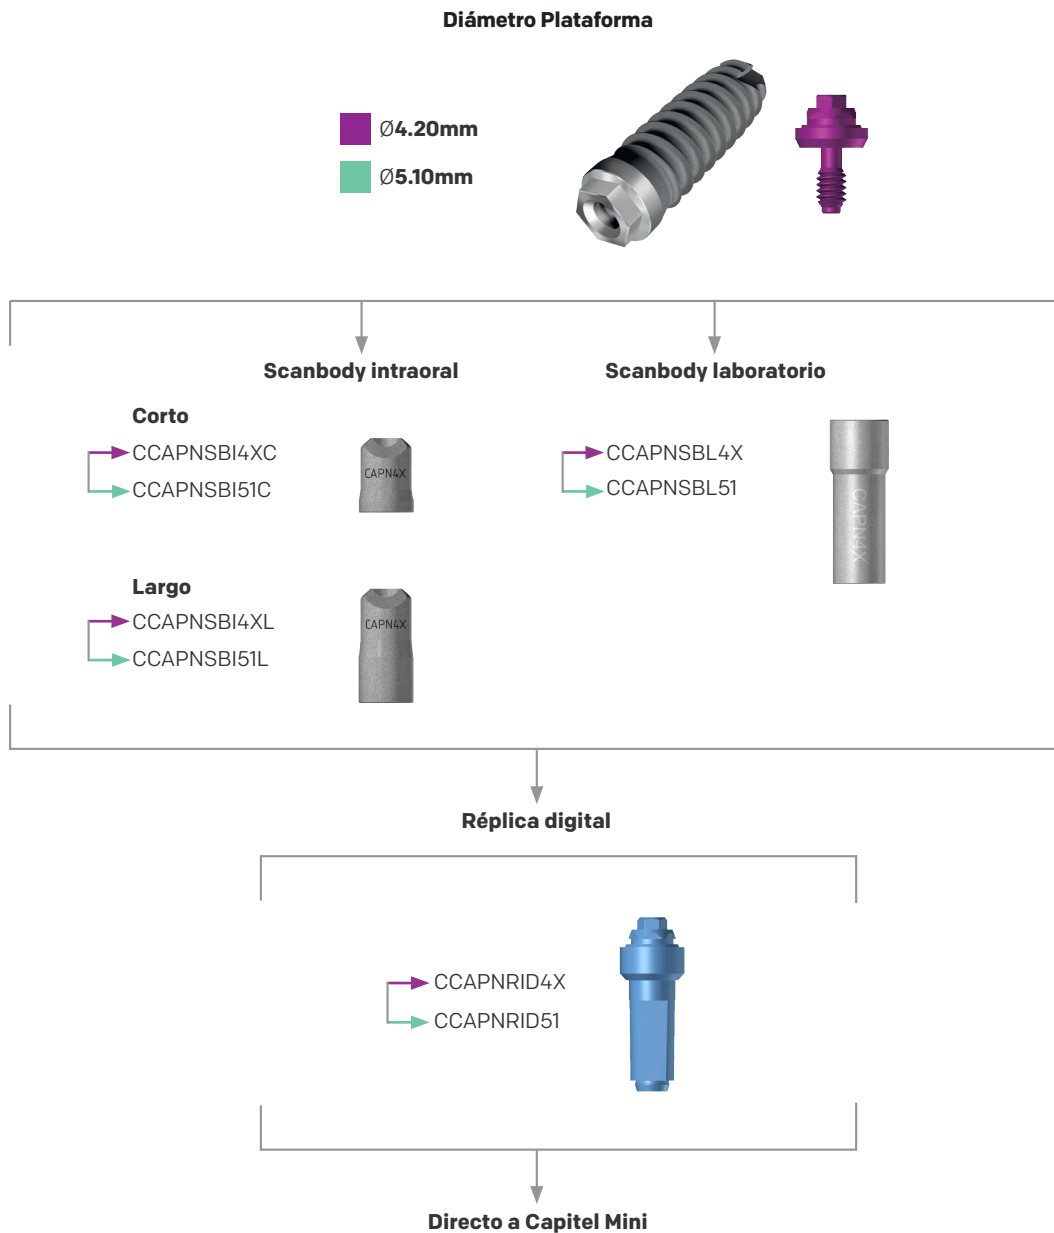 Diámetro Plataforma
Ø4.20mm
Ø5.10mm
Scanbody intraoral
Corto
CCAPNSBI4XC
CCAPNSBI51C
CAPN4X
Largo
CCAPNSBI4XL
CCAPNSBI51L
CAPN4X
Scanbody laboratorio
CCAPNSBL4X
CCAPNSBL51
CAPN4X
Réplica digital
CCAPNRID4X
CCAPNRID51
Directo a Capitel Mini